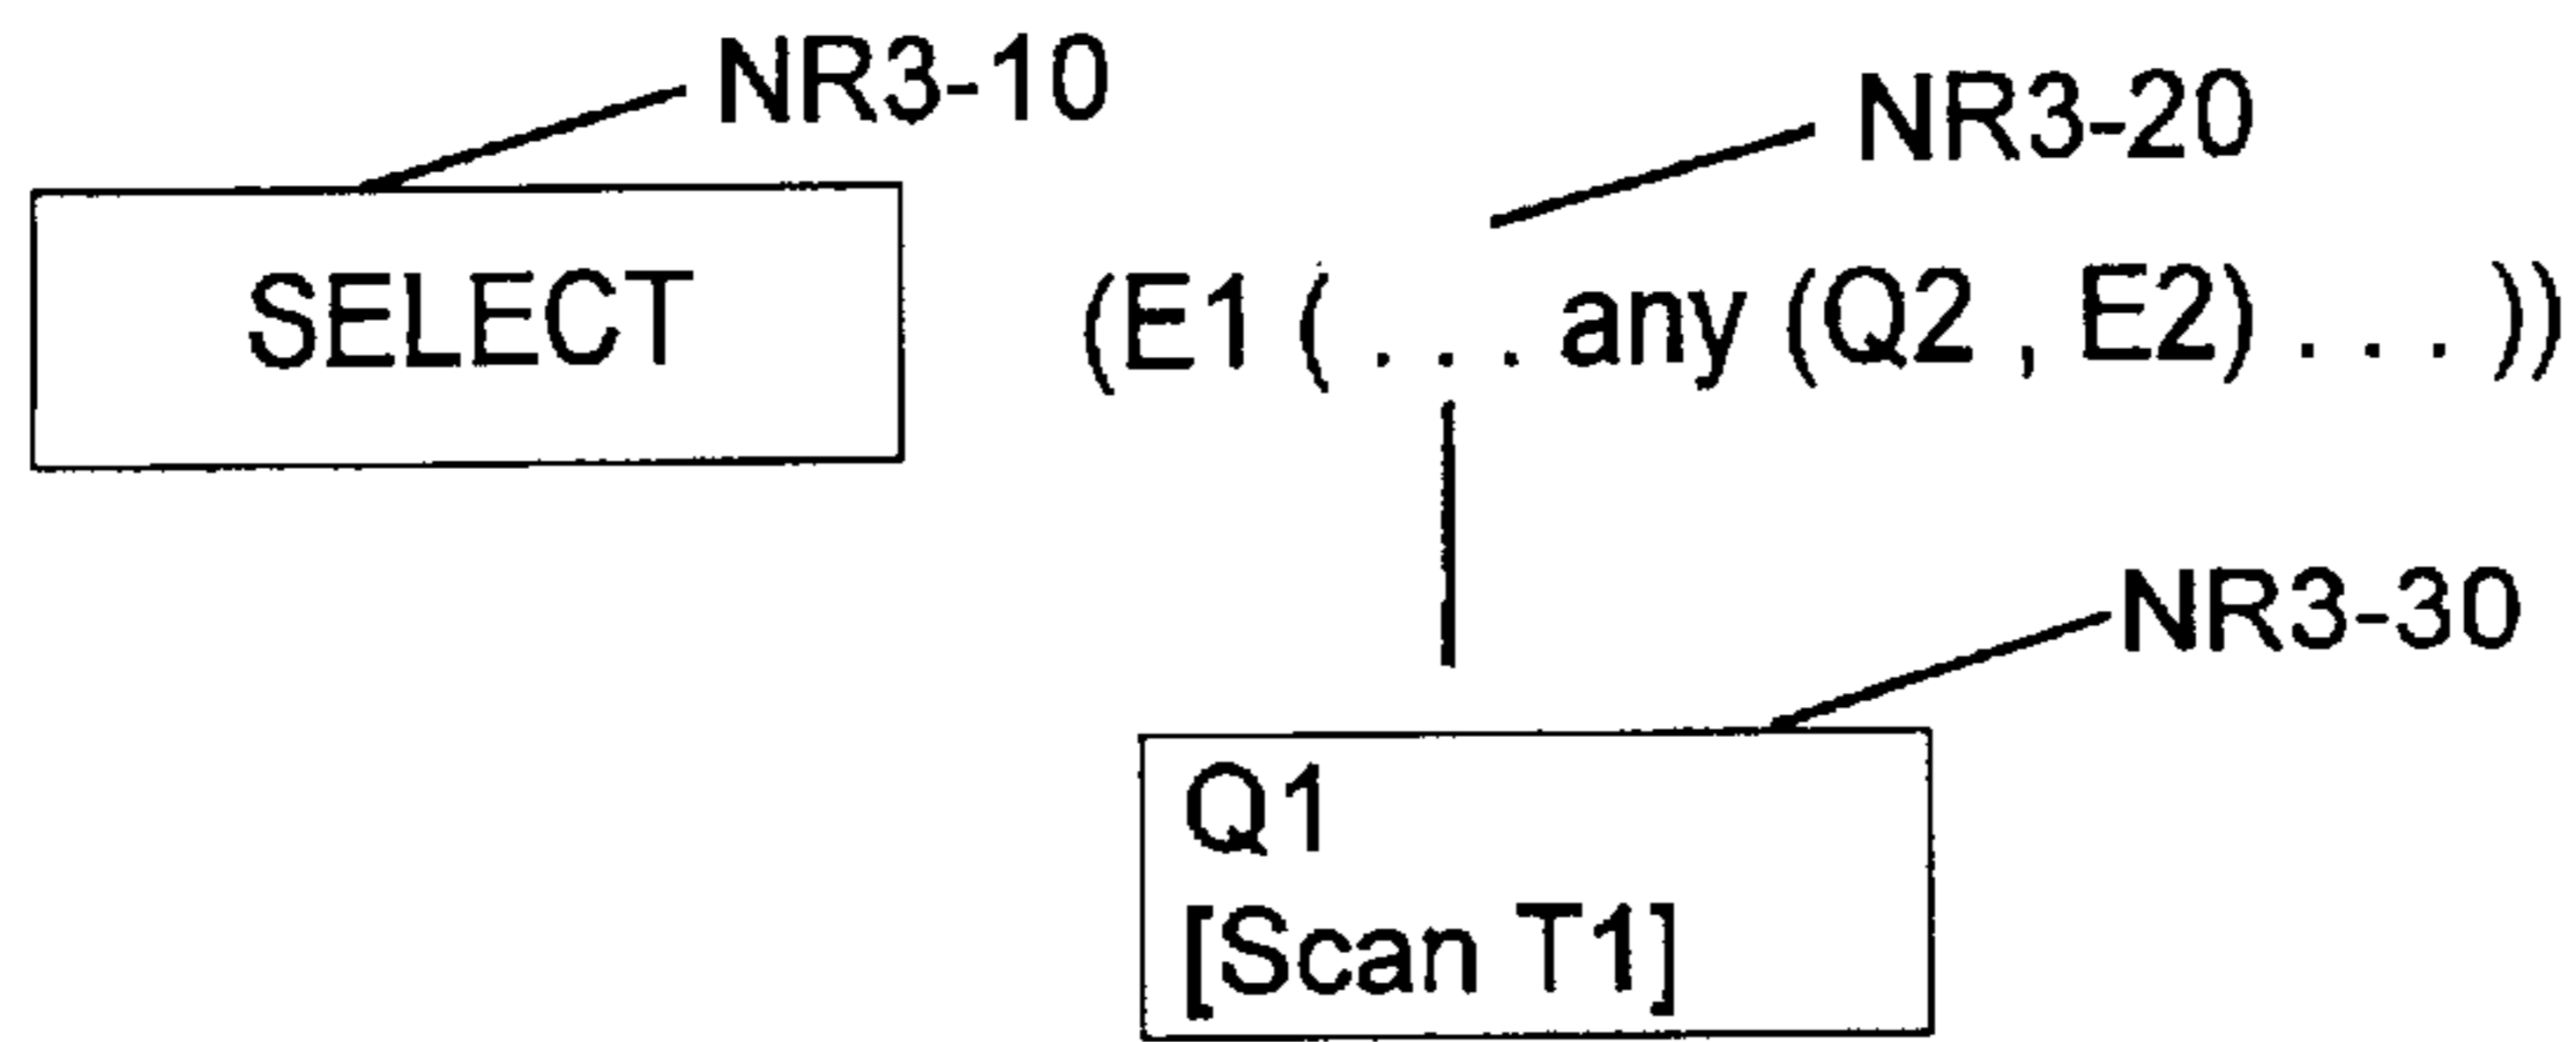 NR3-10
NR3-20
SELECT (E1 ( . . . any (Q2 , E2) . . . ))
NR3-30
Q1
[Scan T1]